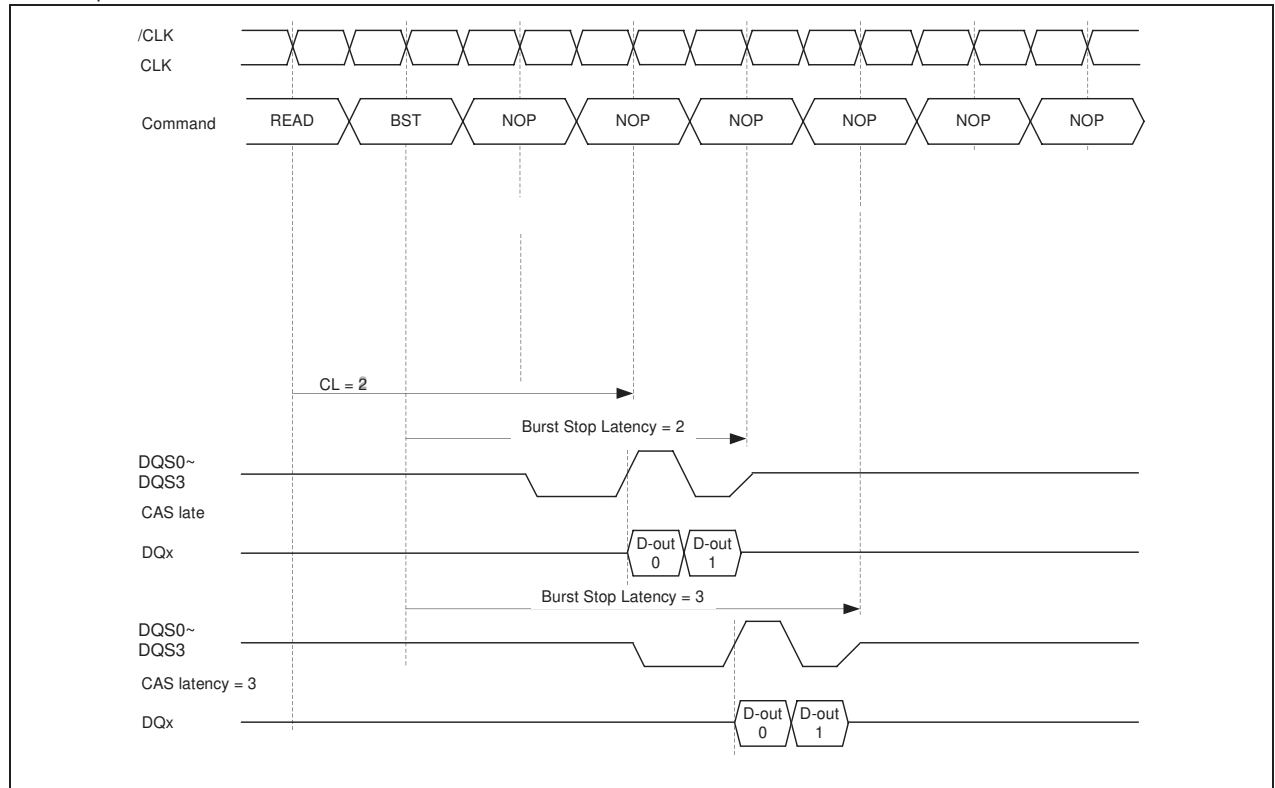 /CLK
CLK
Command READ BST NOP NOP NOP NOP NOP NOP
CL = 2
Burst Stop Latency = 2
DQS0~
DQS3
CAS late
DQx D-out 0 D-out 1
Burst Stop Latency = 3
DQS0~
DQS3
CAS latency = 3
DQx D-out 0 D-out 1